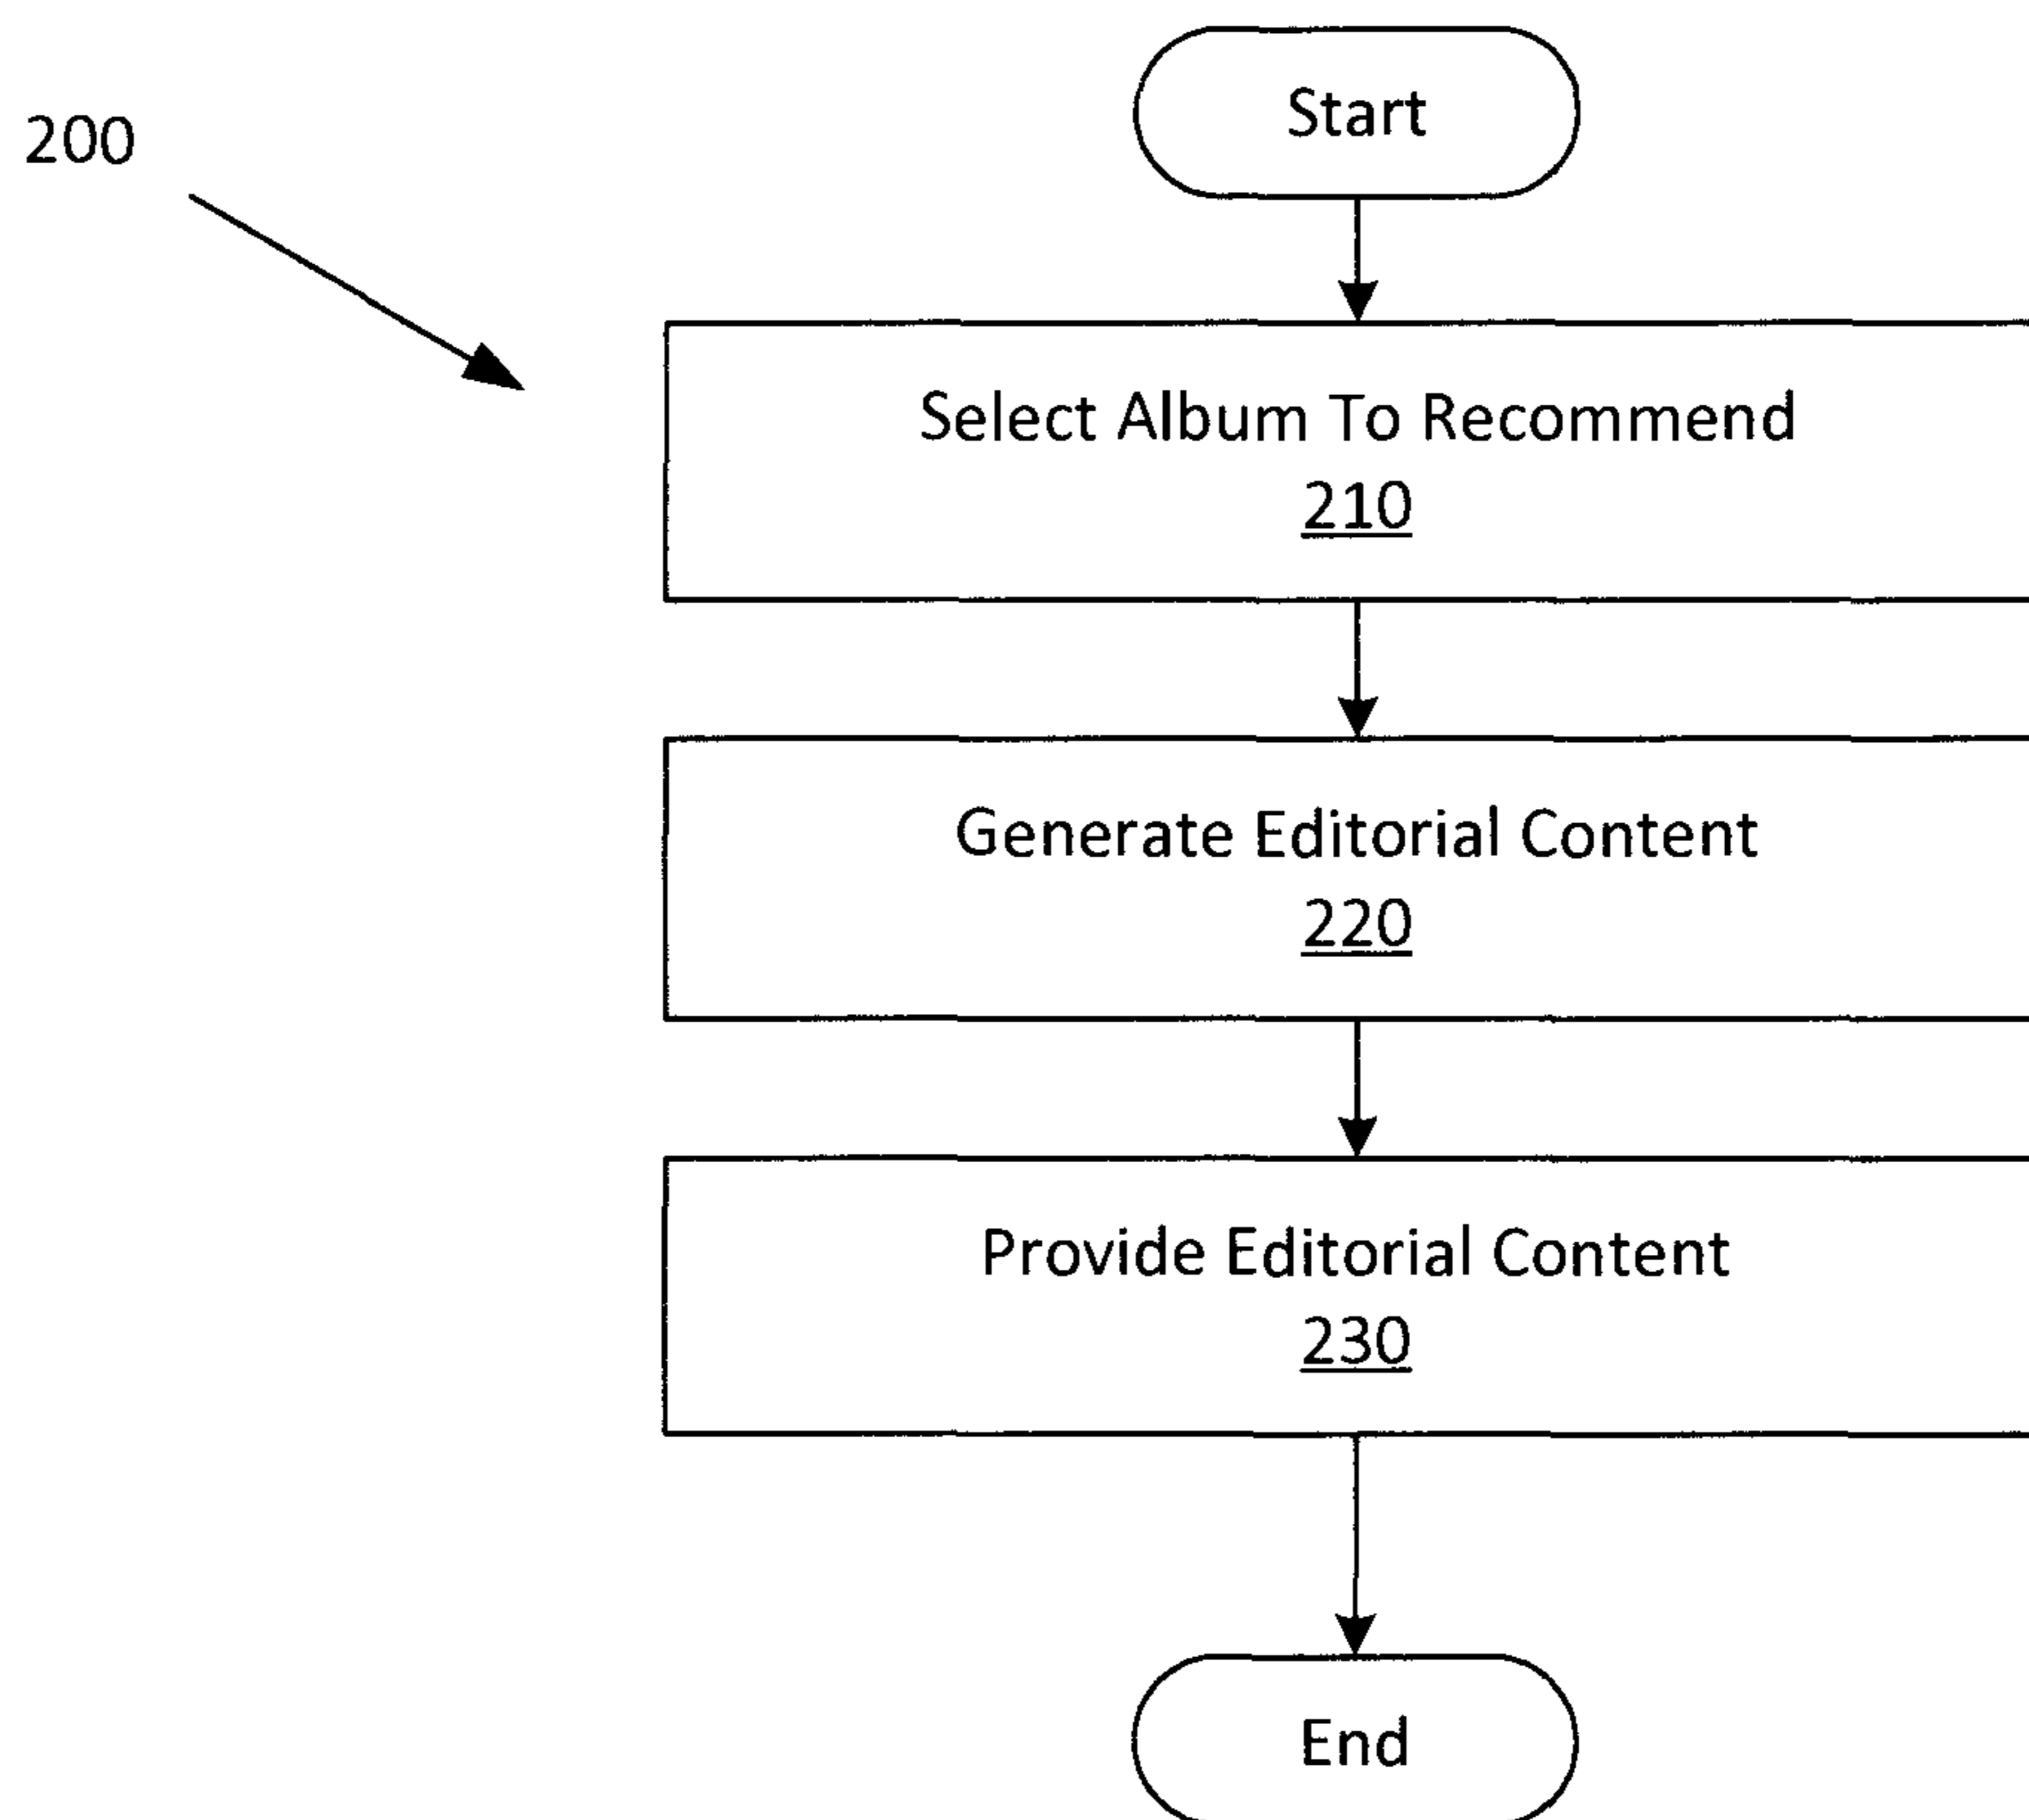 200
Start
Select Album To Recommend
210
Generate Editorial Content
220
Provide Editorial Content
230
End